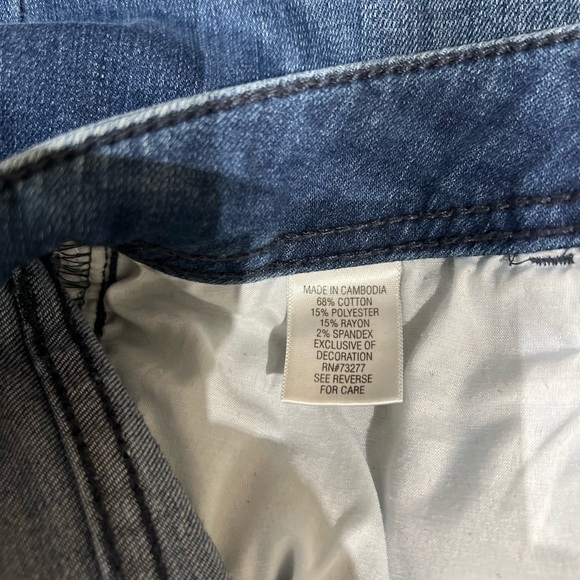 MADE IN CAMBODIA
68% COTTON
15% POLYESTER
15% RAYON
2% SPANDEX
EXCLUSIVE OF
DECORATION
RN#73277
SEE REVERSE
FOR CARE